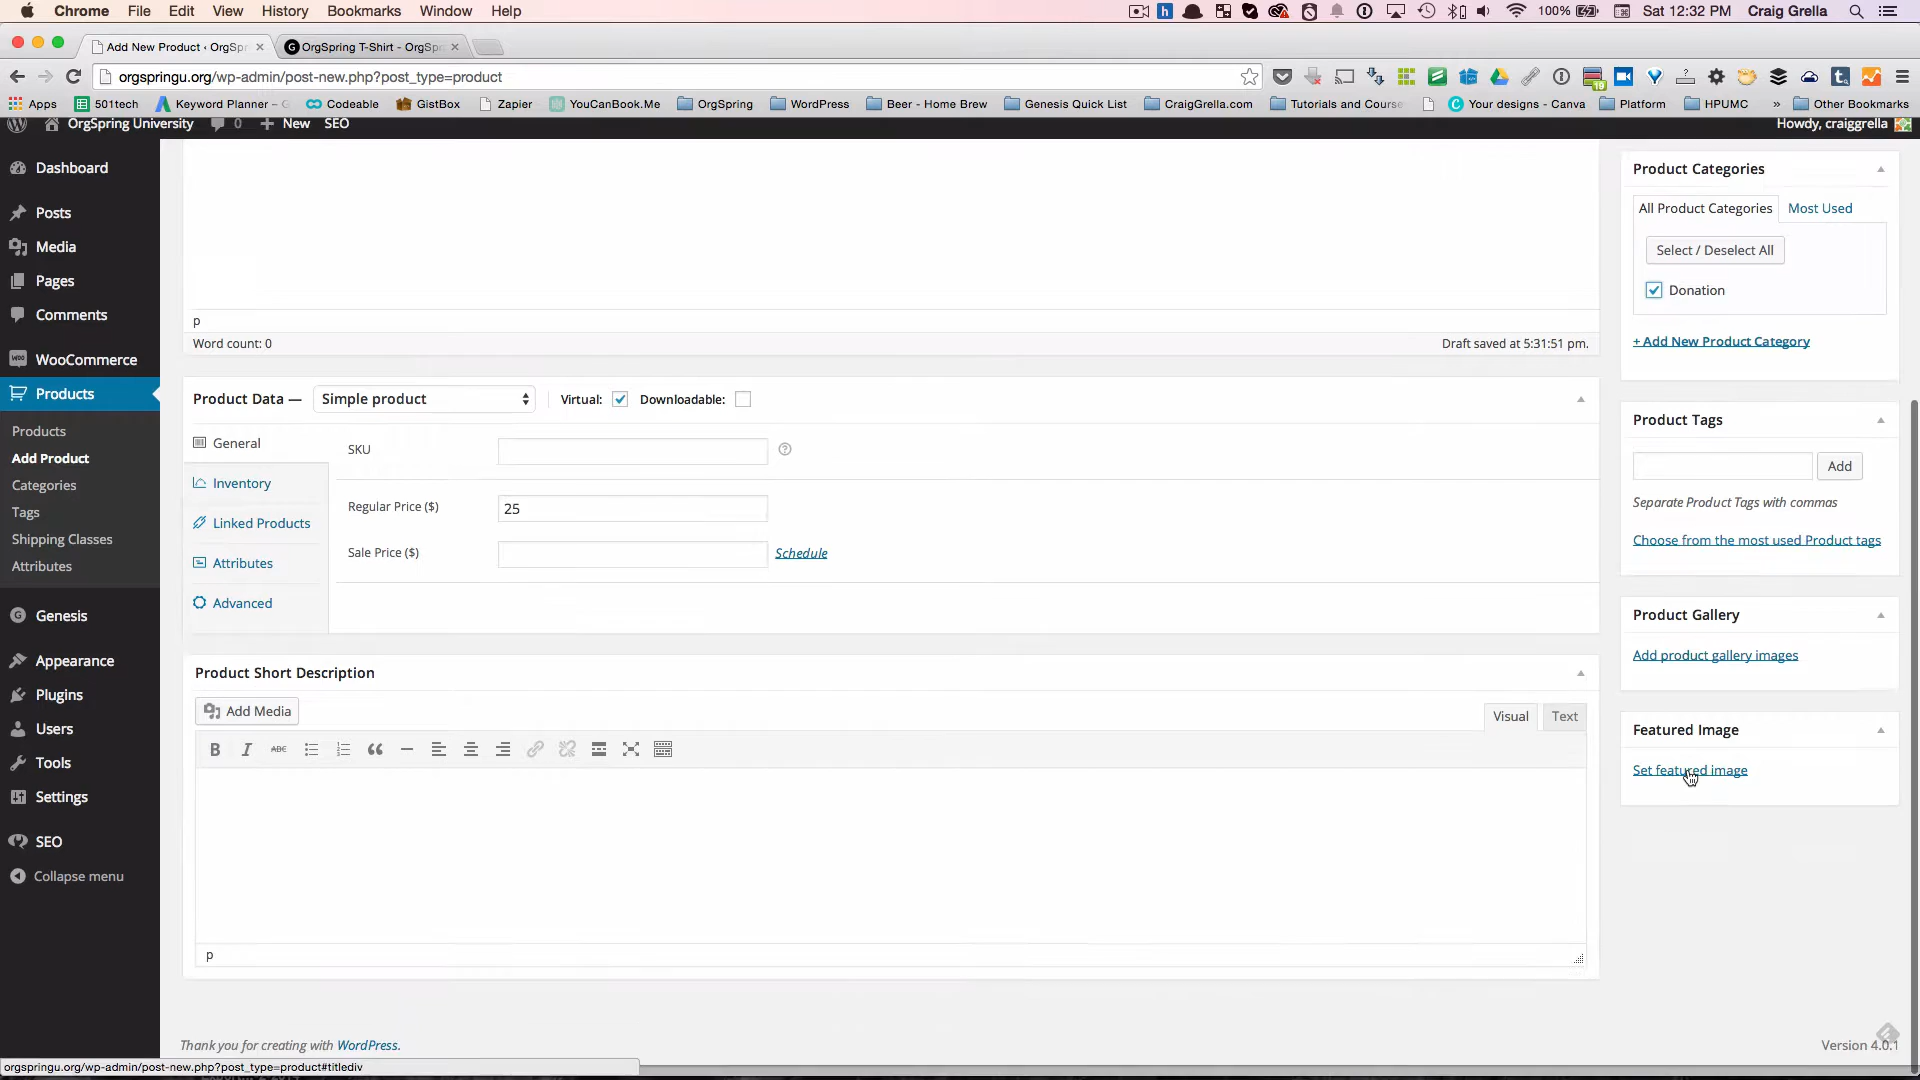 Chrome File Edit View History Bookmarks Window Help 100% Sat 12:32 PM Craig Grella
Add New Product ‹ OrgSpr OrgSpring T-Shirt - OrgSpr
orgspringu.org/wp-admin/post-new.php?post_type=product
Apps 501tech Keyword Planner - G Codeable GistBox Zapier YouCanBook.Me OrgSpring WordPress Beer - Home Brew Genesis Quick List CraigGrella.com Tutorials and Course Your designs - Canva Platform HPUMC » Other Bookmarks
OrgSpring University 0 New SEO Howdy, craiggrella
Dashboard
Posts
Media
Pages
Comments
WooCommerce
Products
Products
Add Product
Categories
Tags
Shipping Classes
Attributes
Genesis
Appearance
Plugins
Users
Tools
Settings
SEO
Collapse menu
p
Word count: 0 Draft saved at 5:31:51 pm.
Product Data — Simple product Virtual: Downloadable:
General
Inventory
Linked Products
Attributes
Advanced
SKU
Regular Price ($) 25
Sale Price ($) Schedule
Product Short Description
Add Media Visual Text
B I ABC
p
Product Categories
All Product Categories Most Used
Select / Deselect All
Donation
+ Add New Product Category
Product Tags
Add
Separate Product Tags with commas
Choose from the most used Product tags
Product Gallery
Add product gallery images
Featured Image
Set featured image
Thank you for creating with WordPress. Version 4.0.1
orgspringu.org/wp-admin/post-new.php?post_type=product#titlediv